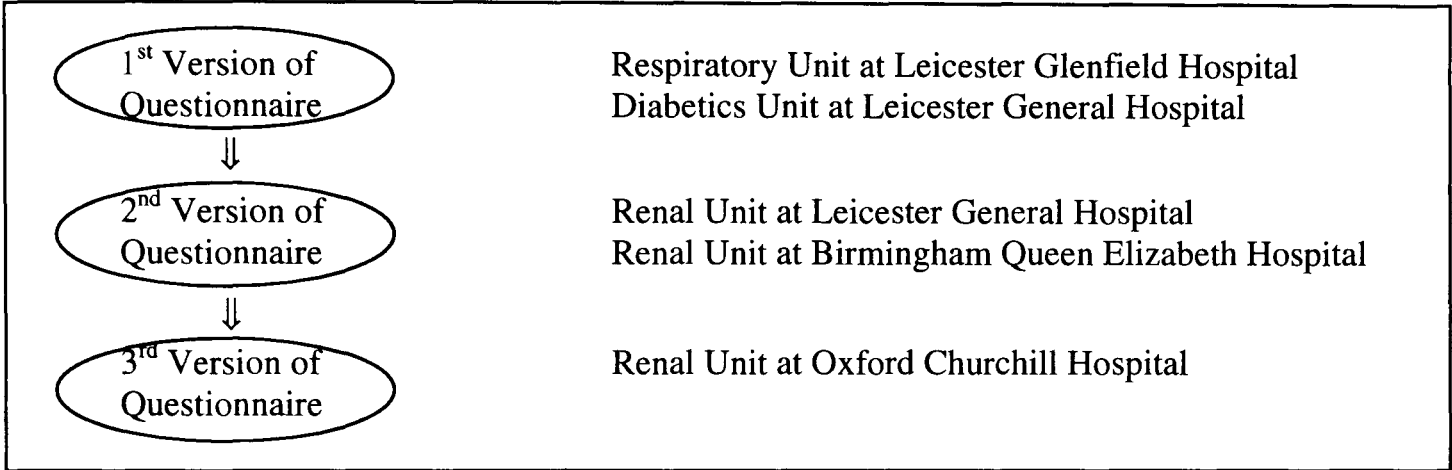 1st Version of
Questionnaire
Respiratory Unit at Leicester Glenfield Hospital
Diabetics Unit at Leicester General Hospital
⇓
2nd Version of
Questionnaire
Renal Unit at Leicester General Hospital
Renal Unit at Birmingham Queen Elizabeth Hospital
⇓
3rd Version of
Questionnaire
Renal Unit at Oxford Churchill Hospital